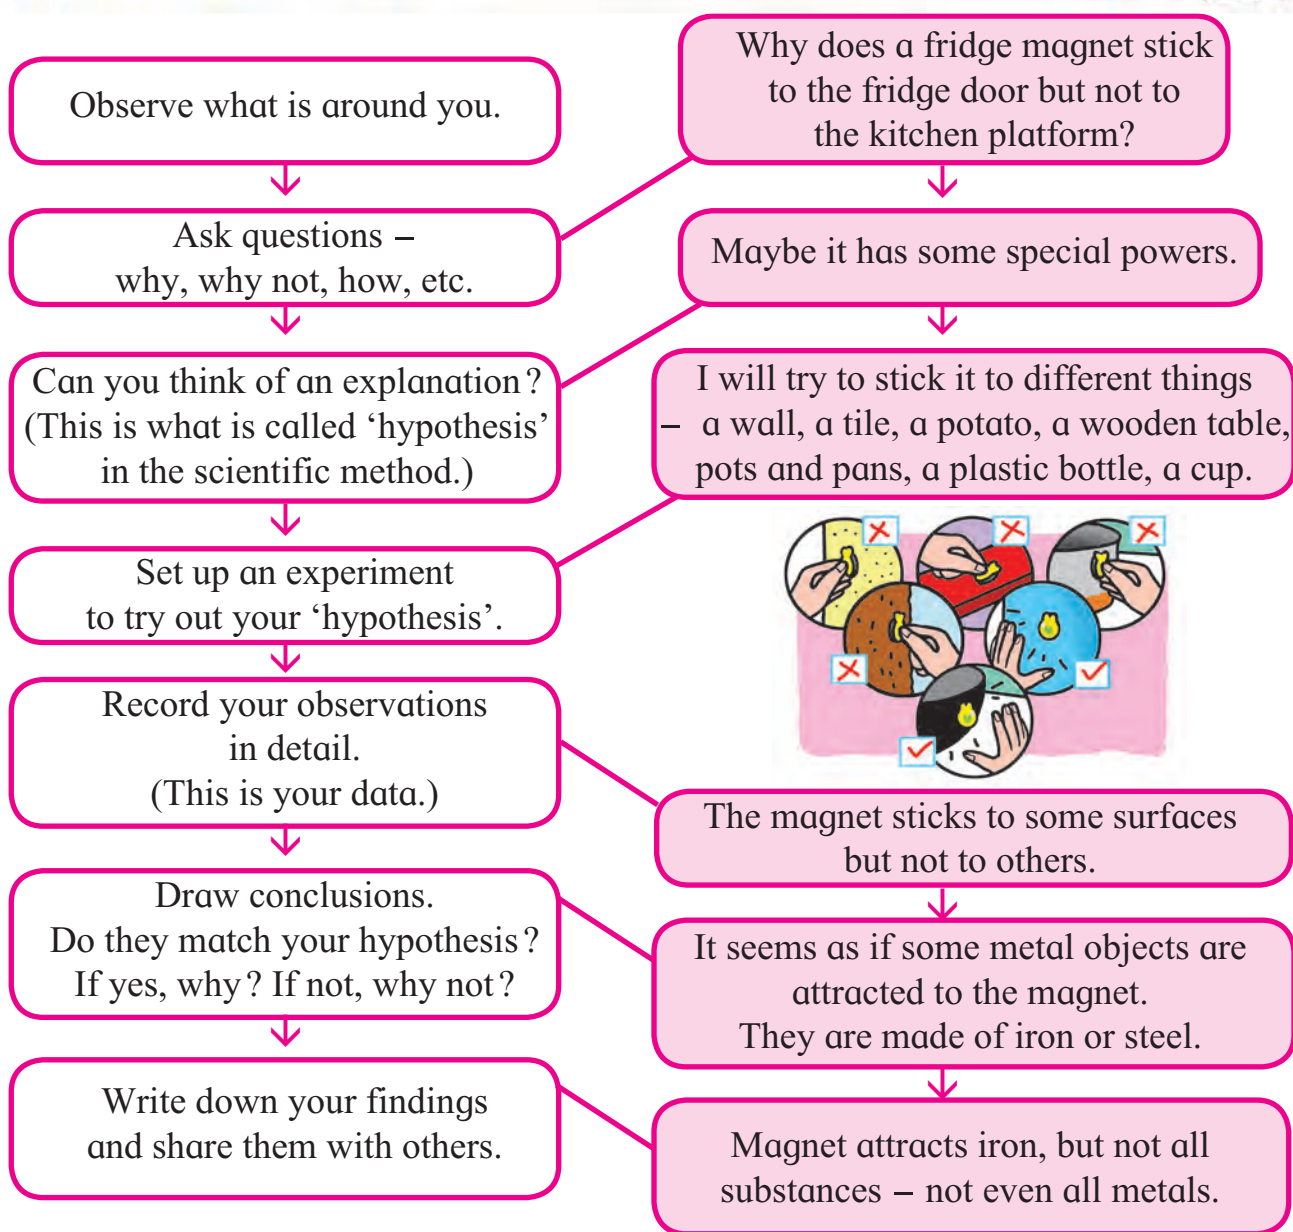 Observe what is around you.
Ask questions –
why, why not, how, etc.
Can you think of an explanation?
(This is what is called ‘hypothesis’
in the scientific method.)
Set up an experiment
to try out your ‘hypothesis’.
Record your observations
in detail.
(This is your data.)
Draw conclusions.
Do they match your hypothesis?
If yes, why? If not, why not?
Write down your findings
and share them with others.
Why does a fridge magnet stick
to the fridge door but not to
the kitchen platform?
Maybe it has some special powers.
I will try to stick it to different things
– a wall, a tile, a potato, a wooden table,
pots and pans, a plastic bottle, a cup.
The magnet sticks to some surfaces
but not to others.
It seems as if some metal objects are
attracted to the magnet.
They are made of iron or steel.
Magnet attracts iron, but not all
substances – not even all metals.